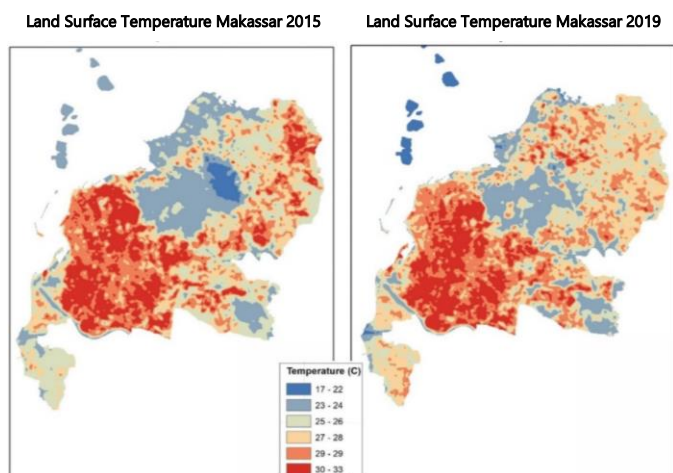 Land Surface Temperature Makassar 2015
Land Surface Temperature Makassar 2019
Temperature (C)
17 - 22
23 - 24
25 - 26
27 - 28
29 - 29
30 - 33